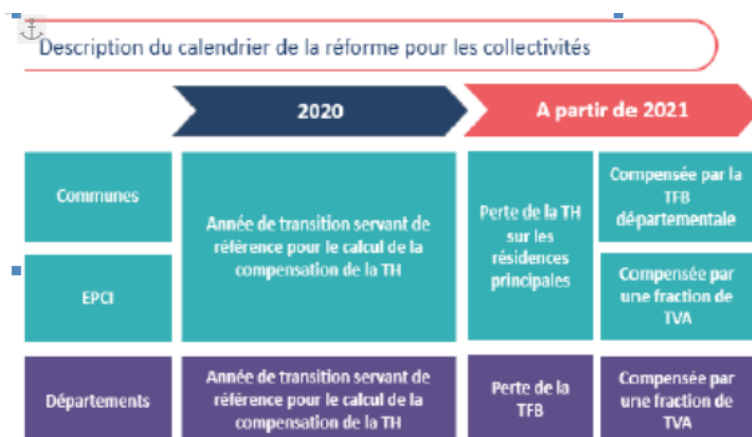 Description du calendrier de la réforme pour les collectivités
2020
A partir de 2021
Communes
Année de transition servant de
référence pour le calcul de la
compensation de la TH
Perte de la TH
sur les
résidences
principales
Compensée par la
TFB
départementale
EPCI
Compensée par
une fraction de
TVA
Départements
Année de transition servant de
référence pour le calcul de la
compensation de la TH
Perte de la
TFB
Compensée par
une fraction de
TVA